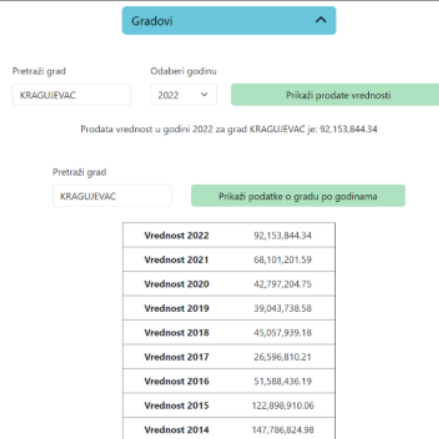 Gradovi
Pretraži grad Odaberi godinu
KRAGUJEVAC 2022 Prikaži prodate vrednosti
Prodata vrednost u godini 2022 za grad KRAGUJEVAC je: 92,153,844.34
Pretraži grad
KRAGUJEVAC Prikaži podatke o gradu po godinama
Vrednost 2022 92,153,844.34
Vrednost 2021 68,101,201.59
Vrednost 2020 42,797,204.75
Vrednost 2019 39,043,738.58
Vrednost 2018 45,057,939.18
Vrednost 2017 26,596,810.21
Vrednost 2016 51,588,436.19
Vrednost 2015 122,898,910.06
Vrednost 2014 147,786,824.98